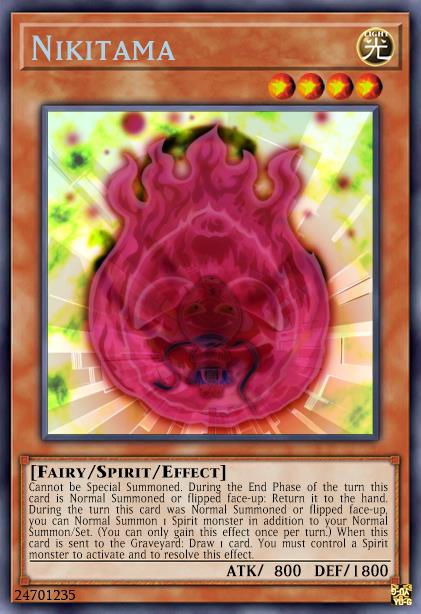 Nikitama
LIGHT
光
[Fairy/Spirit/Effect]
Cannot be Special Summoned. During the End Phase of the turn this
card is Normal Summoned or flipped face-up: Return it to the hand.
During the turn this card was Normal Summoned or flipped face-up,
you can Normal Summon 1 Spirit monster in addition to your Normal
Summon/Set. (You can only gain this effect once per turn.) When this
card is sent to the Graveyard: Draw 1 card. You must control a Spirit
monster to activate and to resolve this effect.
ATK/ 800 DEF/1800
24701235